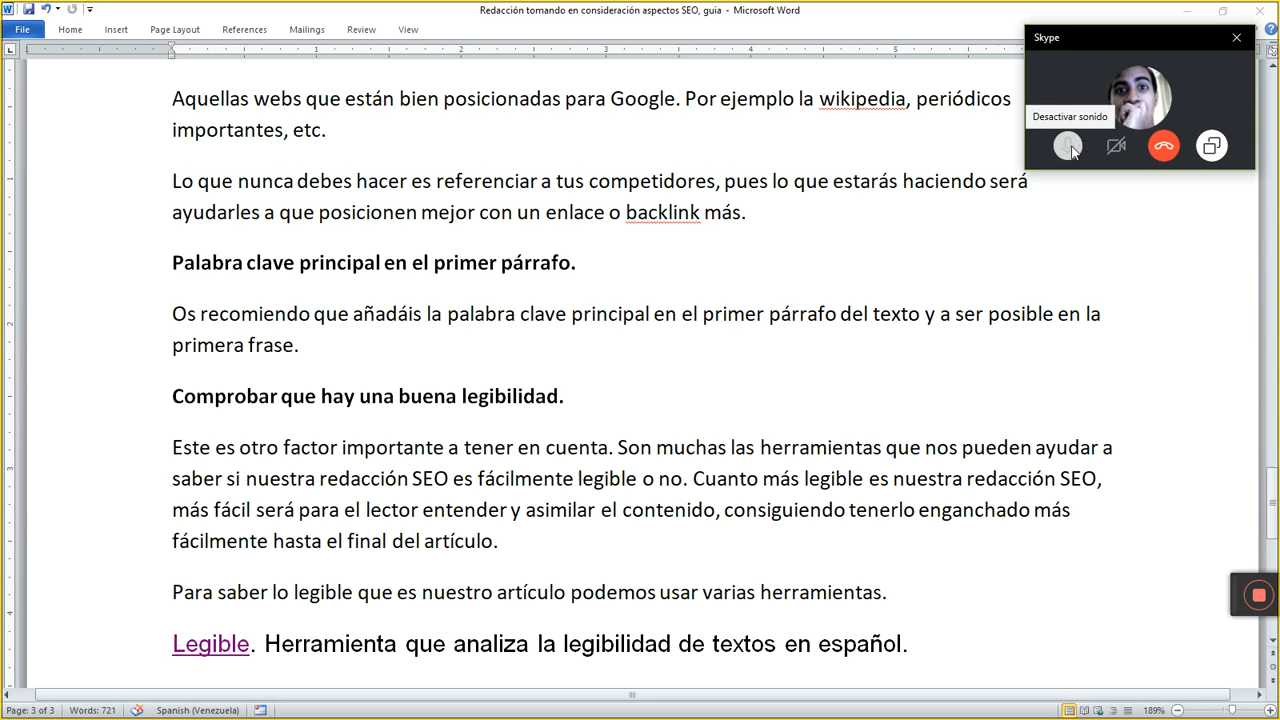 Redacción tomando en consideración aspectos SEO, guia - Microsoft Word
File Home Insert Page Layout References Mailings Review View
1 1 2 3 4 5
Skype
Desactivar sonido
Aquellas webs que están bien posicionadas para Google. Por ejemplo la wikipedia, periódicos
importantes, etc.
Lo que nunca debes hacer es referenciar a tus competidores, pues lo que estarás haciendo será
ayudarles a que posicionen mejor con un enlace o backlink más.
Palabra clave principal en el primer párrafo.
Os recomiendo que añadáis la palabra clave principal en el primer párrafo del texto y a ser posible en la
primera frase.
Comprobar que hay una buena legibilidad.
Este es otro factor importante a tener en cuenta. Son muchas las herramientas que nos pueden ayudar a
saber si nuestra redacción SEO es fácilmente legible o no. Cuanto más legible es nuestra redacción SEO,
más fácil será para el lector entender y asimilar el contenido, consiguiendo tenerlo enganchado más
fácilmente hasta el final del artículo.
Para saber lo legible que es nuestro artículo podemos usar varias herramientas.
Legible. Herramienta que analiza la legibilidad de textos en español.
Page: 3 of 3 Words: 721 Spanish (Venezuela) 189%